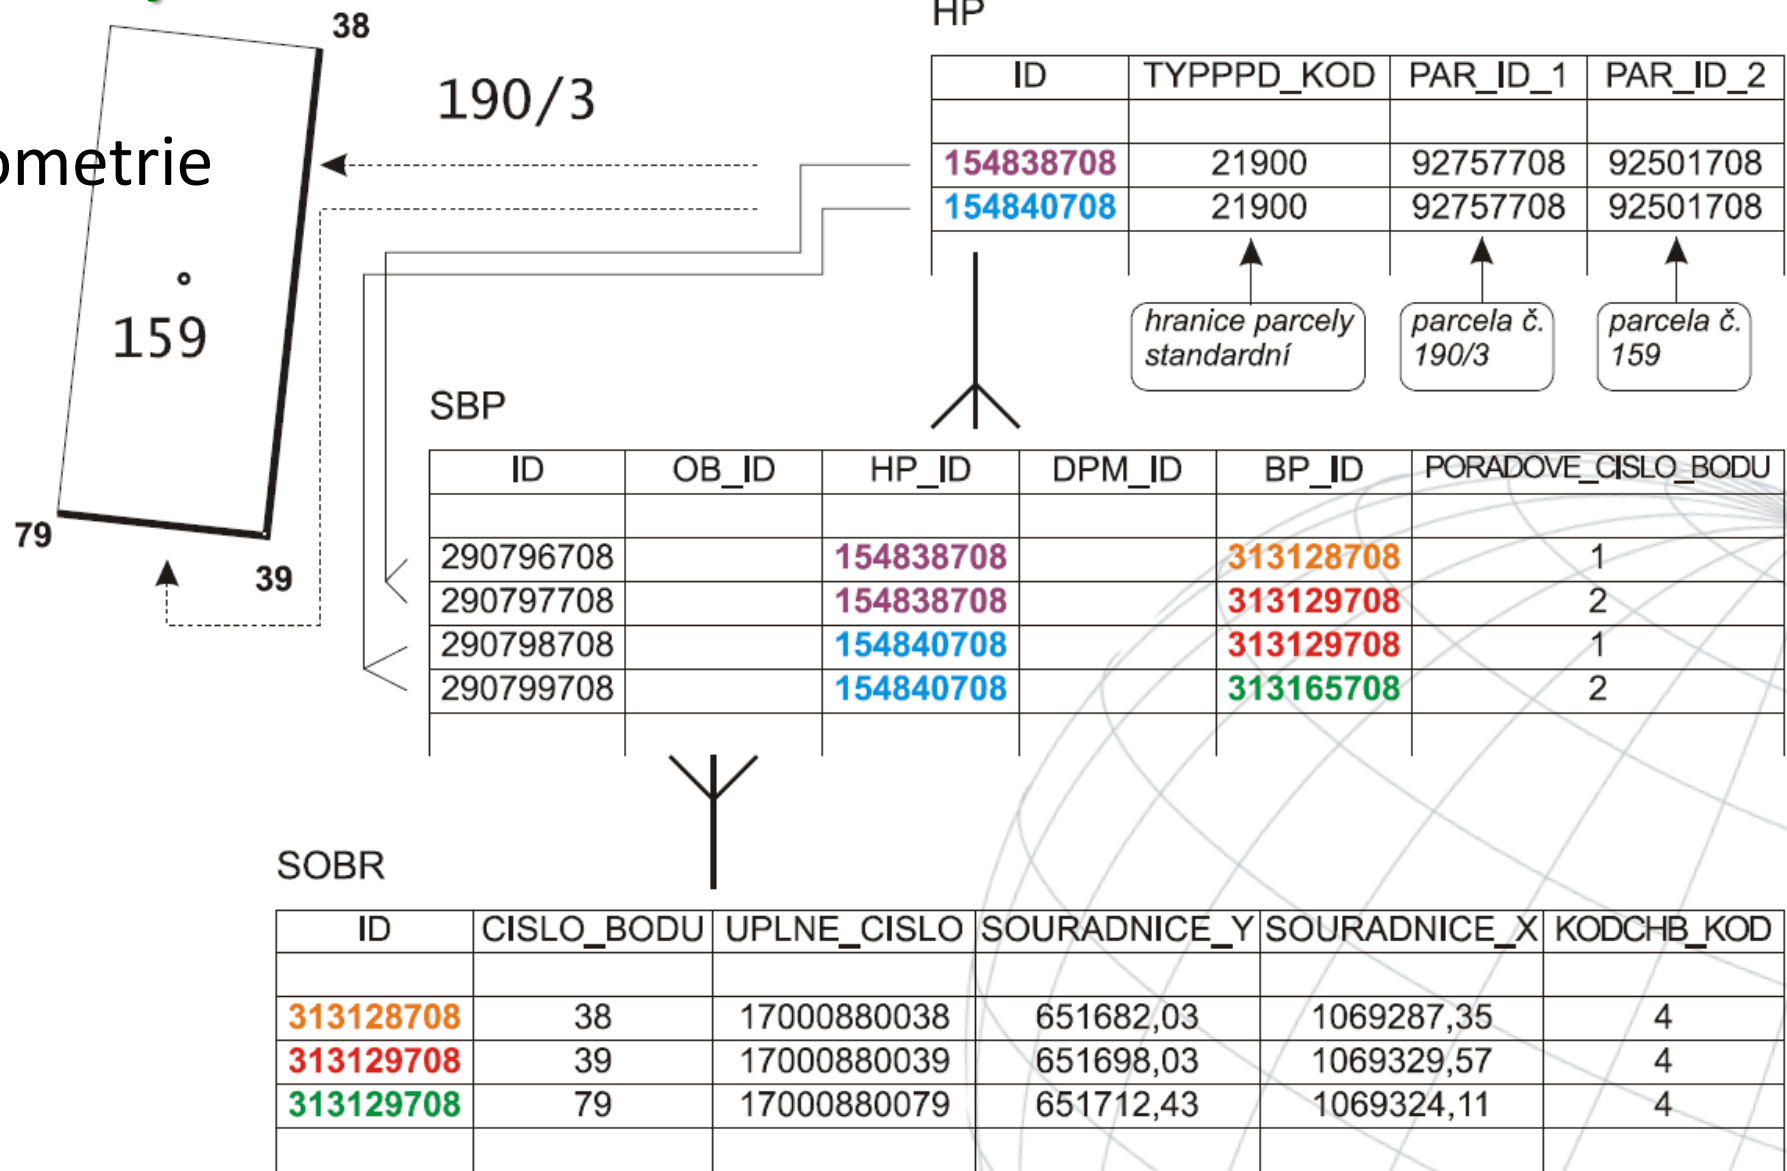 38
190/3
ometrie
159
79
39
HP
ID TYPPPD_KOD PAR_ID_1 PAR_ID_2
154838708 21900 92757708 92501708
154840708 21900 92757708 92501708
hranice parcely
standardní
parcela č.
190/3
parcela č.
159
SBP
ID OB_ID HP_ID DPM_ID BP_ID PORADOVE_CISLO_BODU
290796708 154838708 313128708 1
290797708 154838708 313129708 2
290798708 154840708 313129708 1
290799708 154840708 313165708 2
SOBR
ID CISLO_BODU UPLNE_CISLO SOURADNICE_Y SOURADNICE_X KODCHB_KOD
313128708 38 17000880038 651682,03 1069287,35 4
313129708 39 17000880039 651698,03 1069329,57 4
313129708 79 17000880079 651712,43 1069324,11 4